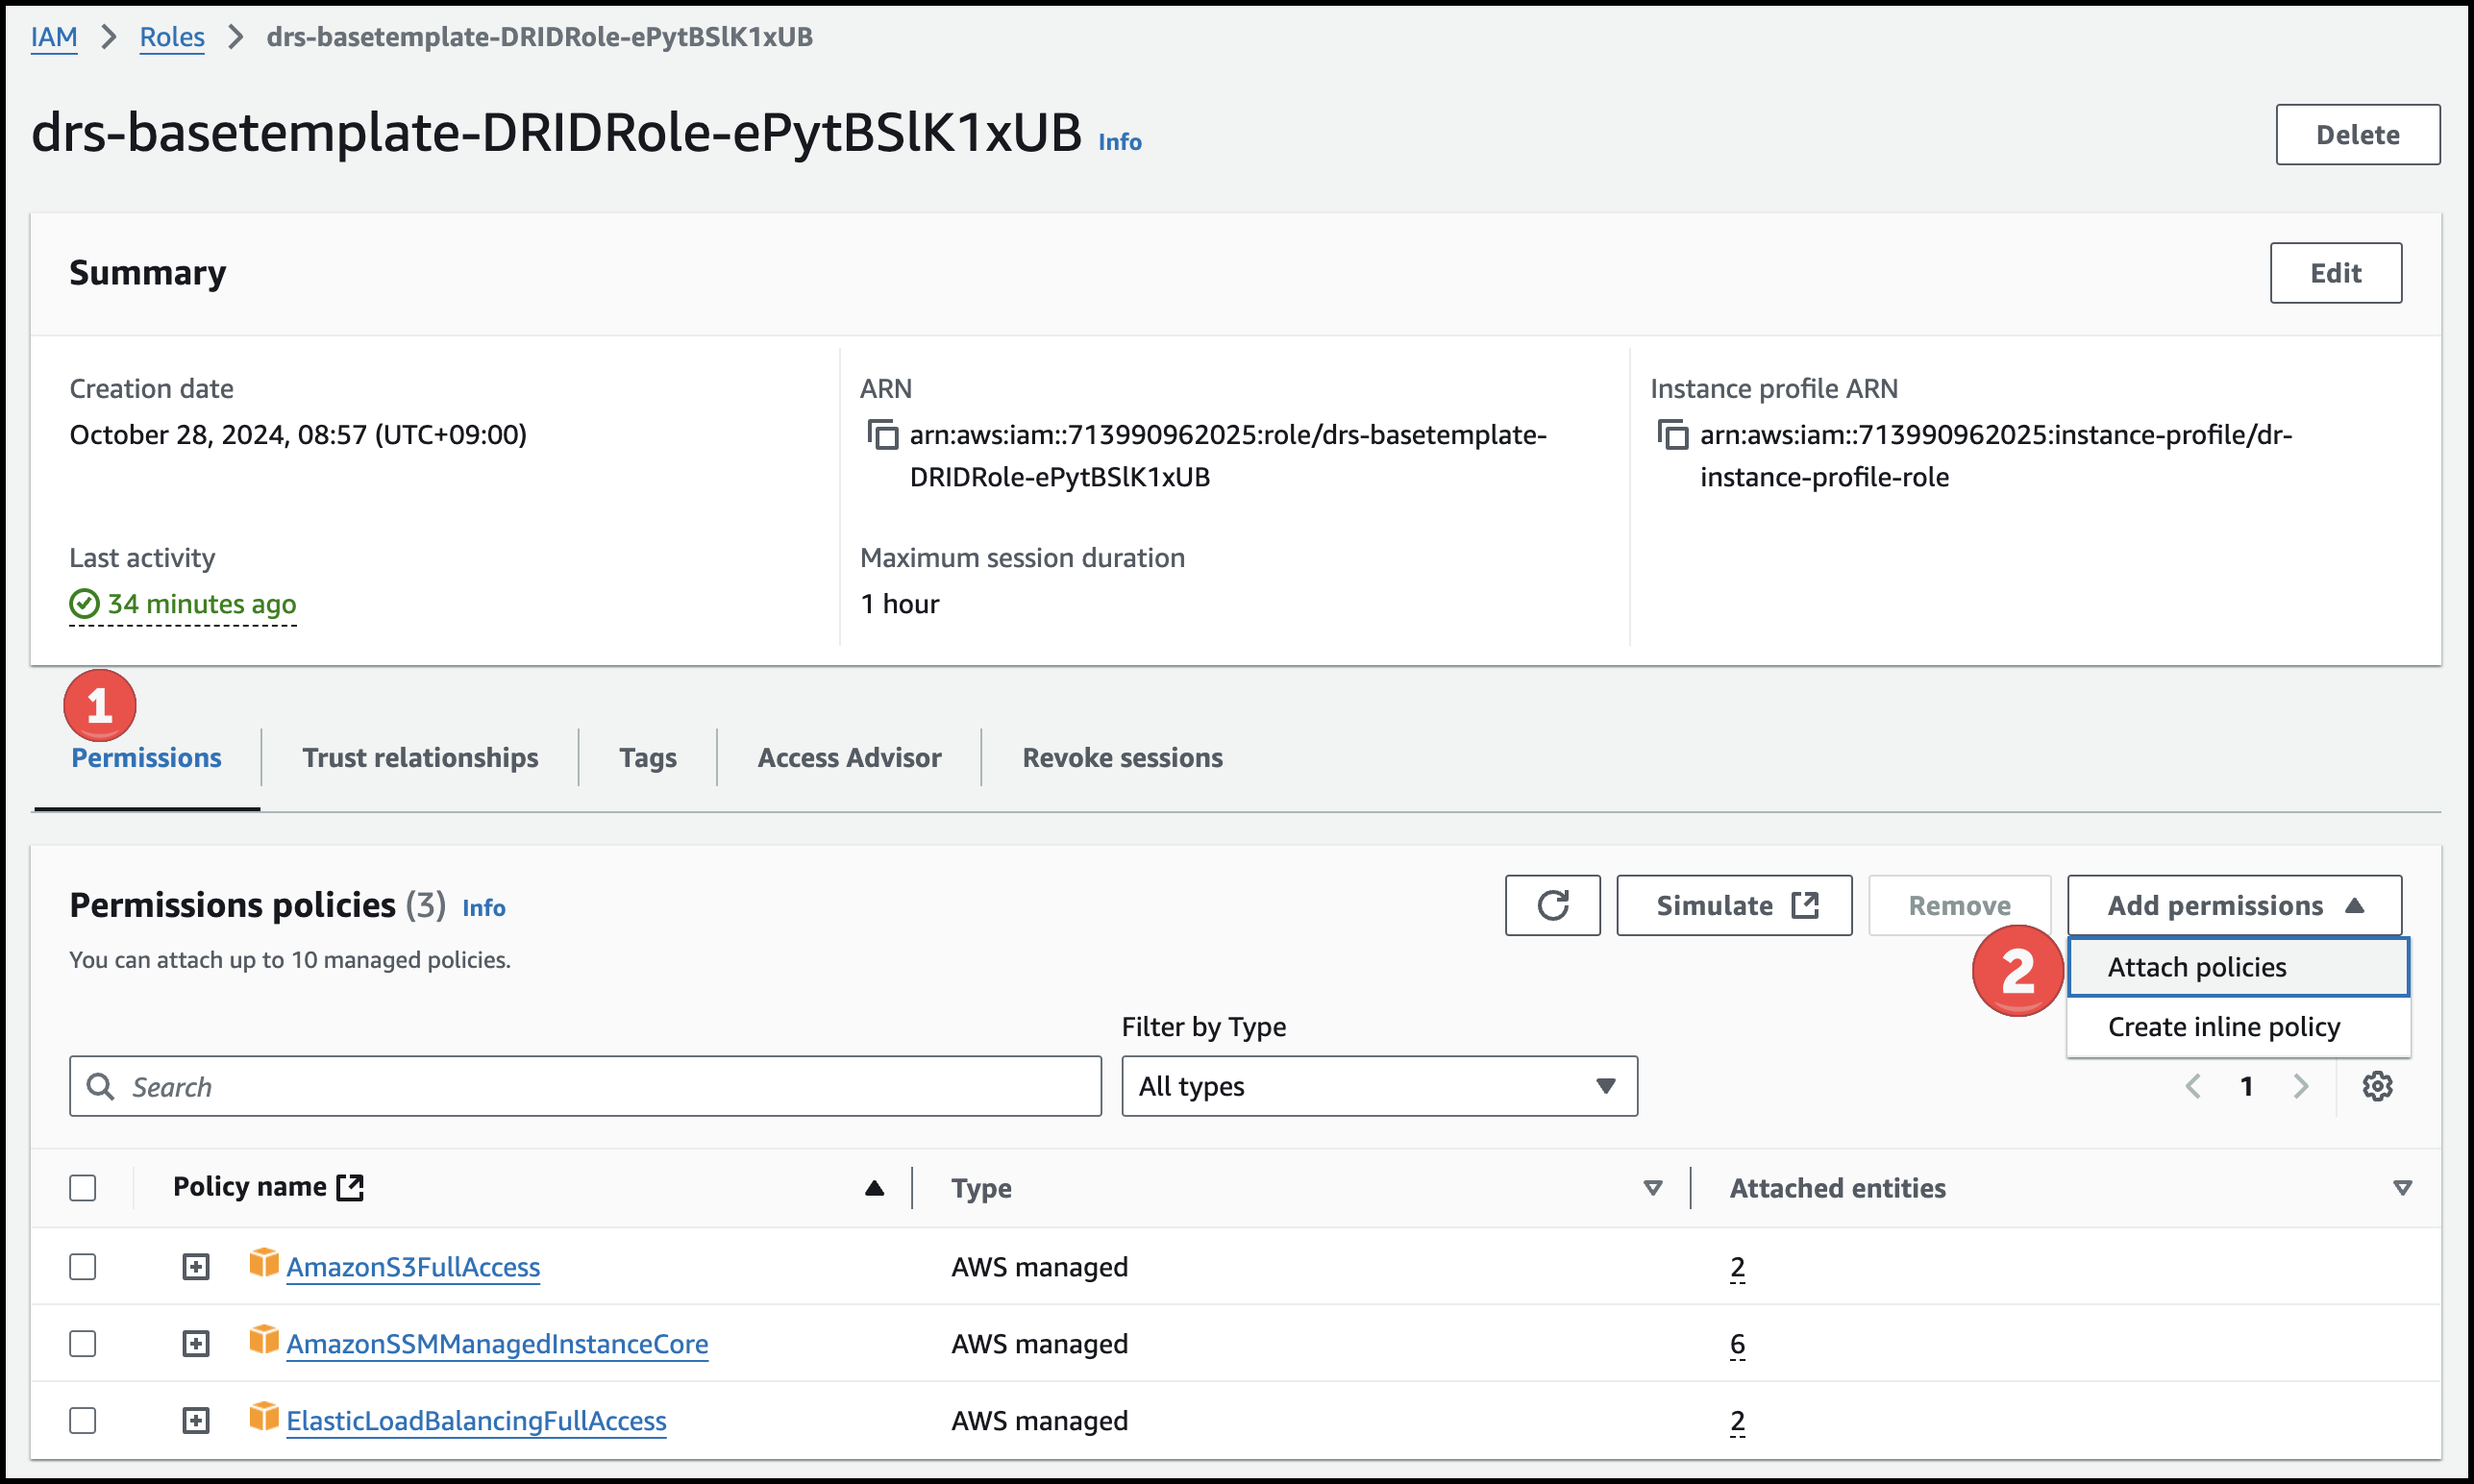 IAM > Roles > drs-basetemplate-DRIDRole-ePytBSlK1xUB
drs-basetemplate-DRIDRole-ePytBSlK1xUB Info
Delete
Summary
Edit
Creation date
October 28, 2024, 08:57 (UTC+09:00)
ARN
arn:aws:iam::713990962025:role/drs-basetemplate-
DRIDRole-ePytBSlK1xUB
Instance profile ARN
arn:aws:iam::713990962025:instance-profile/dr-
instance-profile-role
Last activity
34 minutes ago
Maximum session duration
1 hour
1
Permissions
Trust relationships
Tags
Access Advisor
Revoke sessions
Permissions policies (3) Info
You can attach up to 10 managed policies.
Simulate
Remove
Add permissions
2
Attach policies
Create inline policy
Filter by Type
Search
All types
1
Policy name
Type
Attached entities
AmazonS3FullAccess
AWS managed
2
AmazonSSMManagedInstanceCore
AWS managed
6
ElasticLoadBalancingFullAccess
AWS managed
2